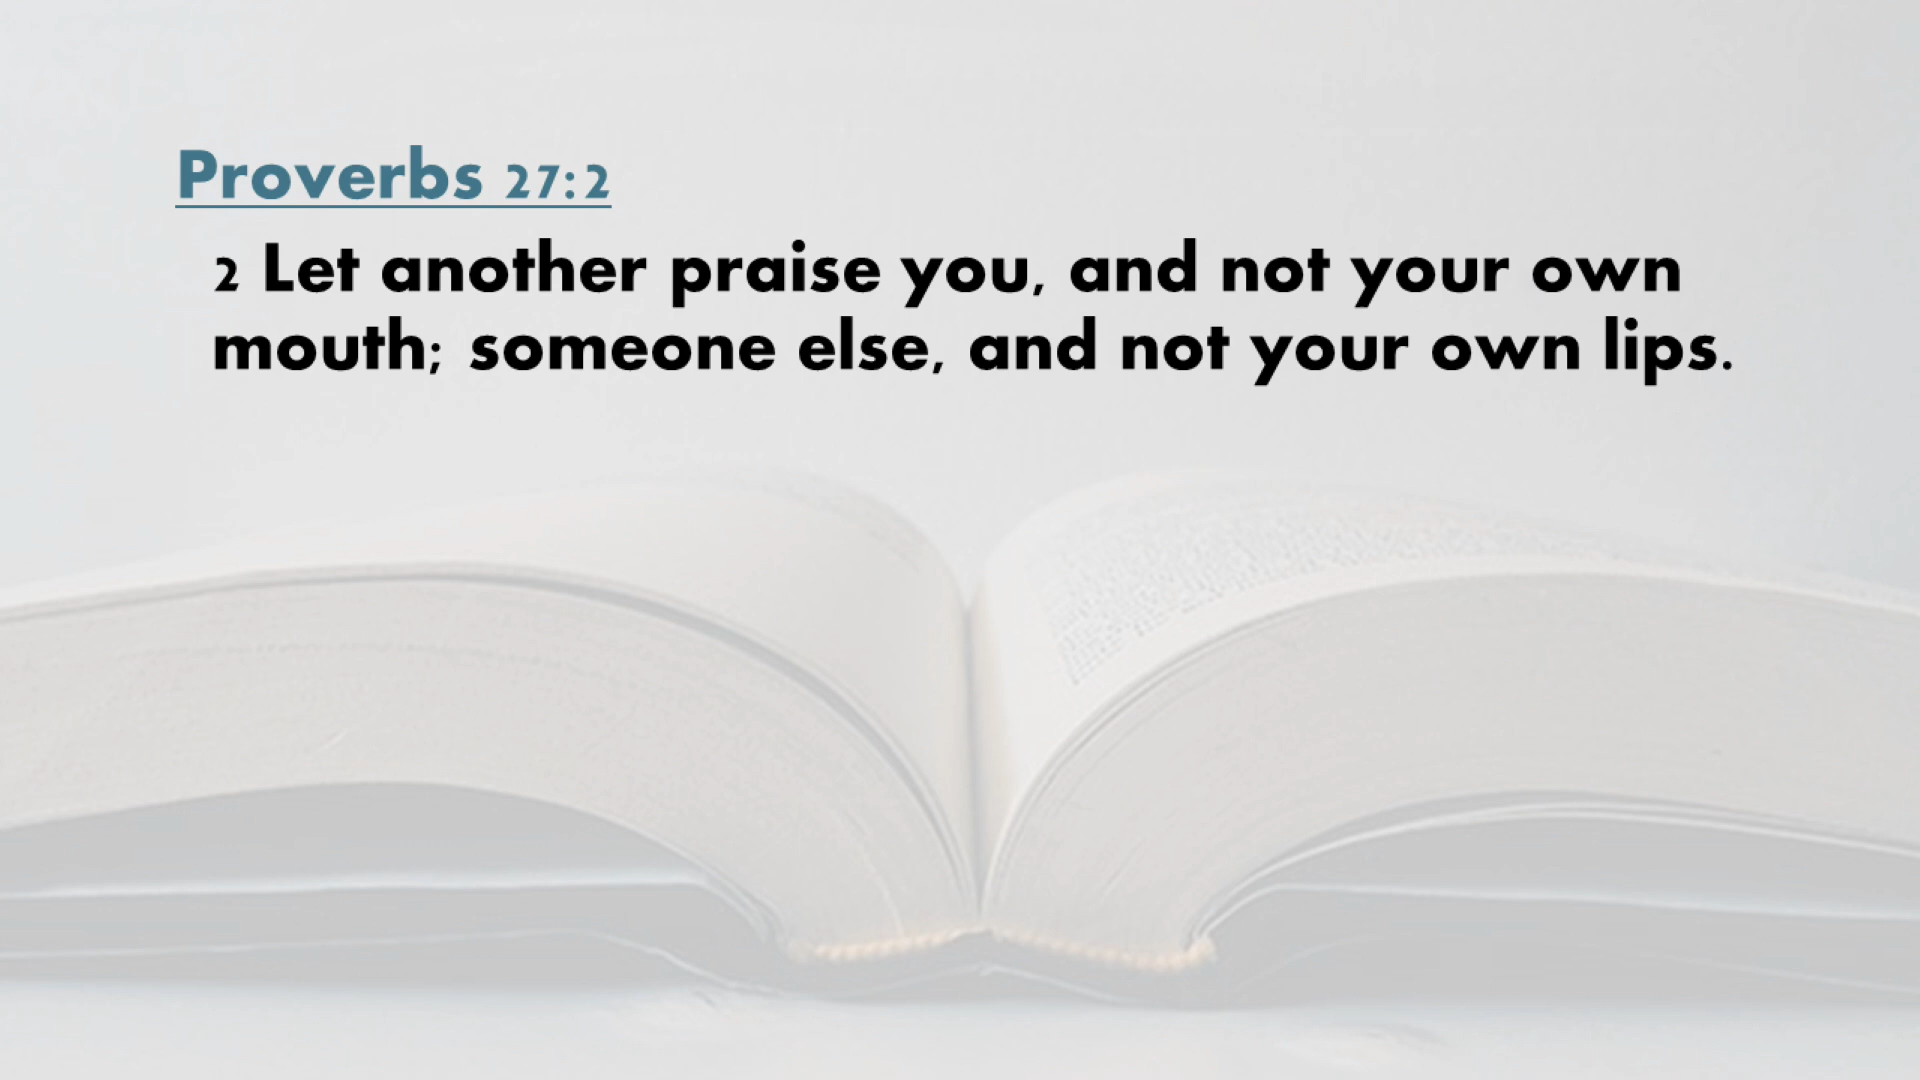 Proverbs 27:2
2 Let another praise you, and not your own
mouth; someone else, and not your own lips.